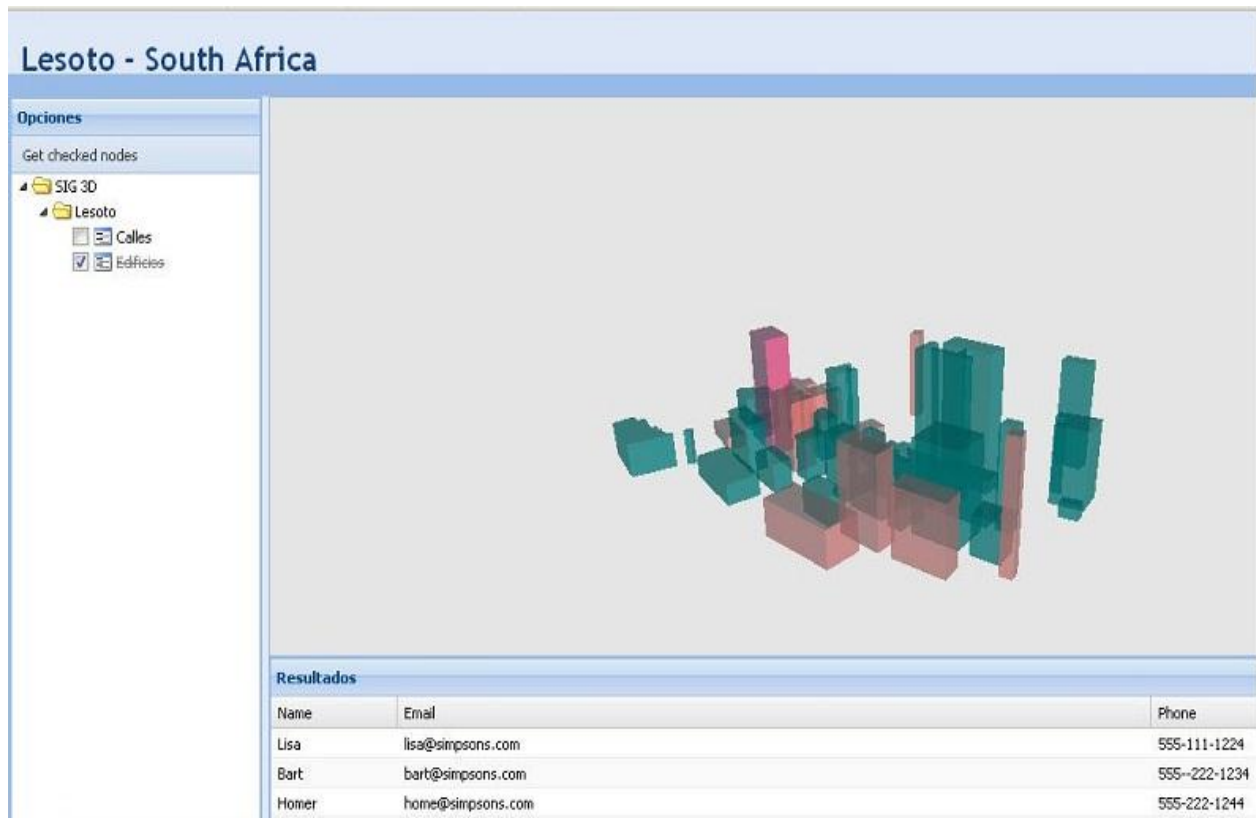 Lesoto - South Africa
Opciones
Get checked nodes
SIG 3D
Lesoto
Calles
Edificios
Resultados
Name Email Phone
Lisa lisa@simpsons.com 555-111-1224
Bart bart@simpsons.com 555--222-1234
Homer home@simpsons.com 555-222-1244